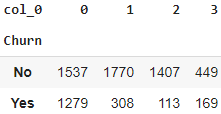 col_0 0 1 2 3
Churn
No 1537 1770 1407 449
Yes 1279 308 113 169